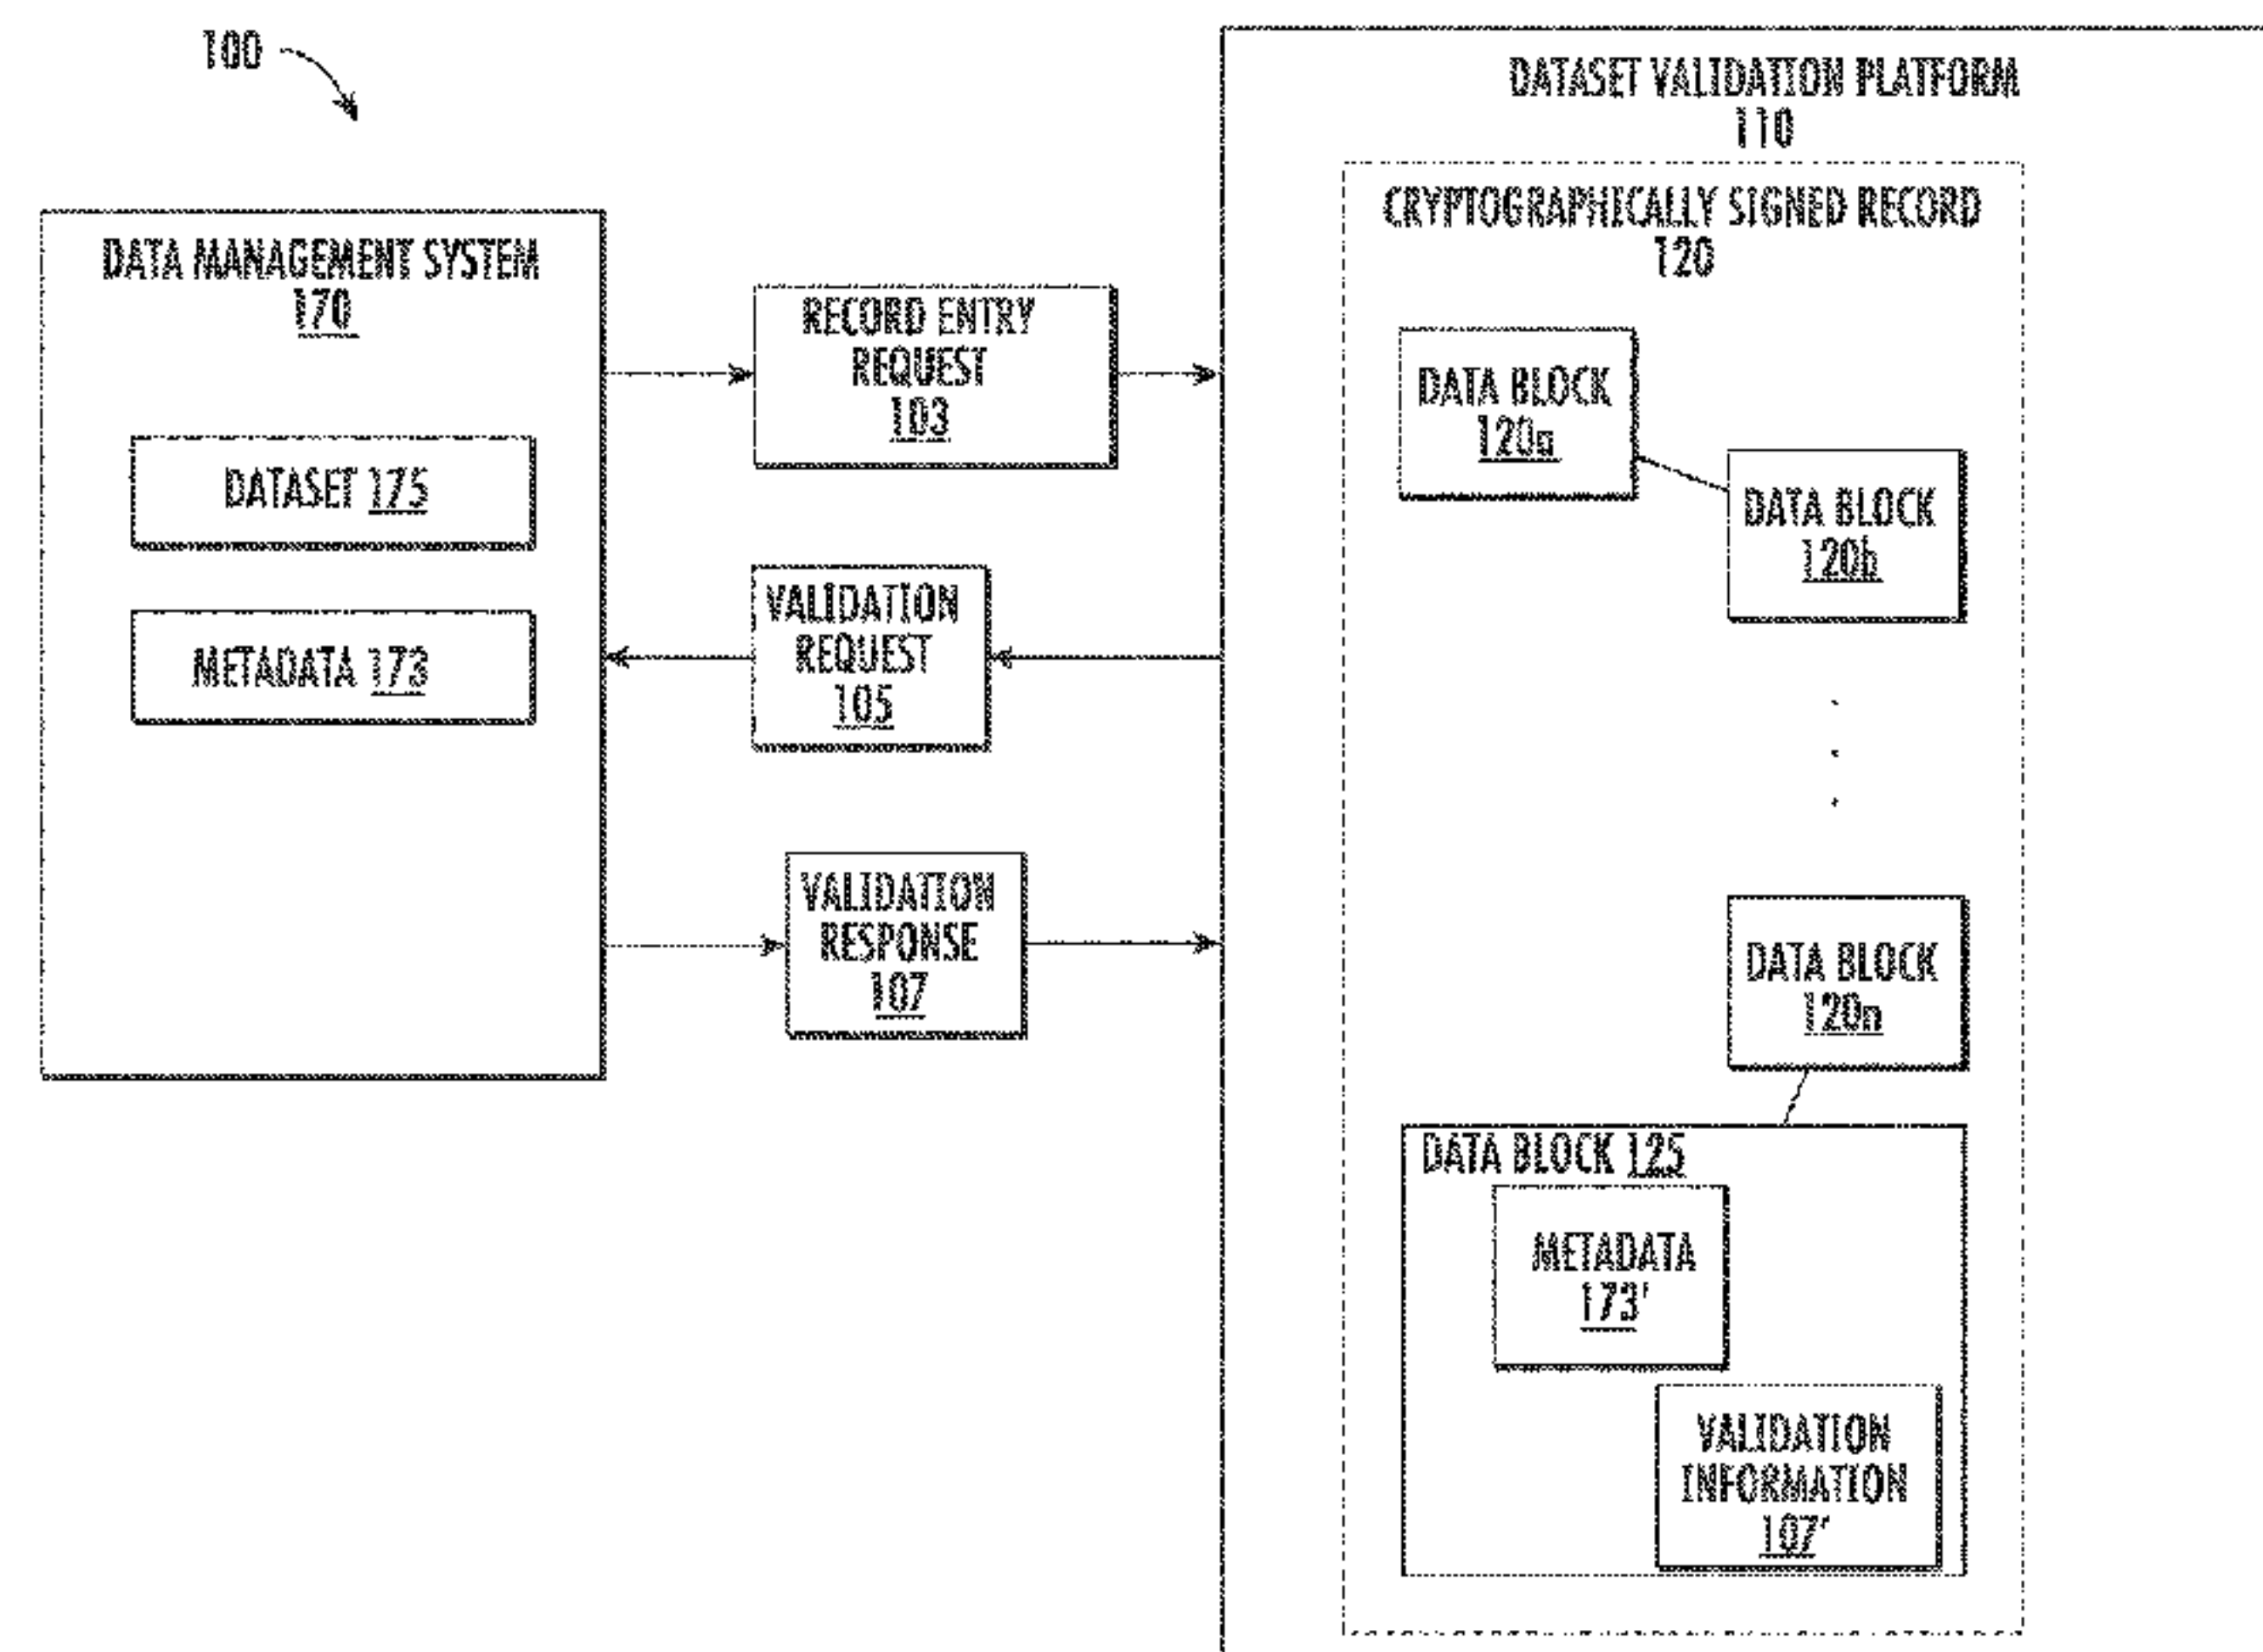 100
DATA MANAGEMENT SYSTEM
170
DATASET 175
METADATA 173
RECORD ENTRY
REQUEST
103
VALIDATION
REQUEST
105
VALIDATION
RESPONSE
107
DATASET VALIDATION PLATFORM
110
CRYPTOGRAPHICALLY SIGNED RECORD
120
DATA BLOCK
120a
DATA BLOCK
120b
DATA BLOCK
120n
DATA BLOCK 125
METADATA
173'
VALIDATION
INFORMATION
107'